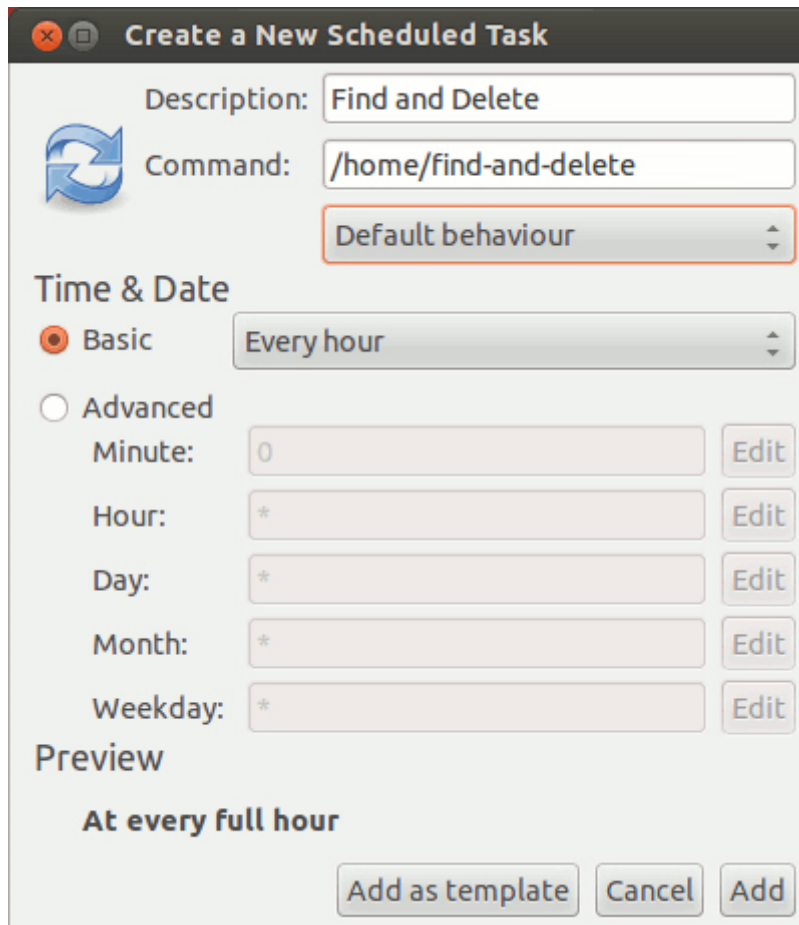 Create a New Scheduled Task
Description: Find and Delete
Command: /home/find-and-delete
Default behaviour
Time & Date
Basic Every hour
Advanced
Minute: 0 Edit
Hour: * Edit
Day: * Edit
Month: * Edit
Weekday: * Edit
Preview
At every full hour
Add as template Cancel Add